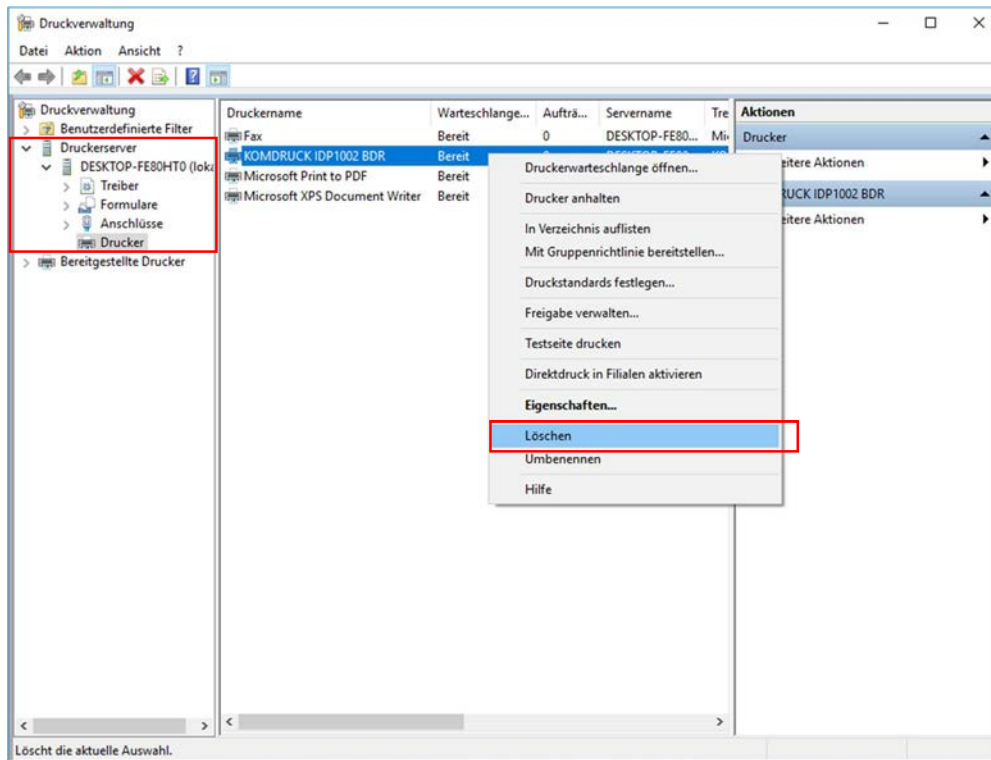 Druckverwaltung
Datei Aktion Ansicht ?
Druckverwaltung
Benutzerdefinierte Filter
Druckerserver
DESKTOP-FE80HT0 (loka
Treiber
Formulare
Anschlüsse
Drucker
Bereitgestellte Drucker
Druckername Warteschlange... Aufträ... Servername Tre
Fax Bereit 0 DESKTOP-FE80... Mi
KOMDRUCK IDP1002 BDR Bereit
Microsoft Print to PDF Bereit
Microsoft XPS Document Writer Bereit
Druckerwarteschlange öffnen...
Drucker anhalten
In Verzeichnis auflisten
Mit Gruppenrichtlinie bereitstellen...
Druckstandards festlegen...
Freigabe verwalten...
Testseite drucken
Direktdruck in Filialen aktivieren
Eigenschaften...
Löschen
Umbenennen
Hilfe
Aktionen
Drucker
eitere Aktionen
RUCK IDP1002 BDR
eitere Aktionen
Löscht die aktuelle Auswahl.